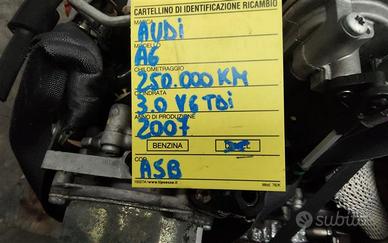 CARTELLINO DI IDENTIFICAZIONE RICAMBIO
MARCA
AUDI
MODELLO
A6
CHILOMETRAGGIO
250.000 KM
CILINDRATA
3.0 V6 TDi
ANNO DI PRODUZIONE
2007
BENZINA
COD.
ASB
subito